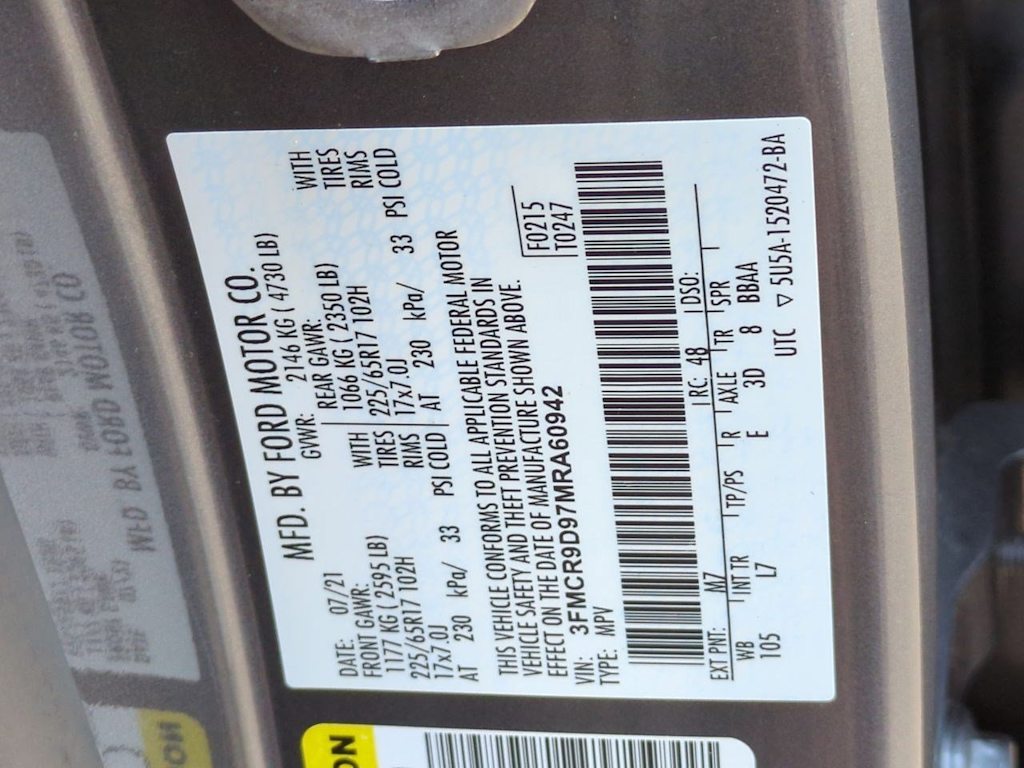 MFD. BY FORD MOTOR CO.
DATE: 07/21 GVWR: 2146 KG ( 4730 LB)
FRONT GAWR: REAR GAWR: WITH
1177 KG ( 2595 LB) WITH 1066 KG ( 2350 LB) TIRES
225/65R17 102H TIRES 225/65R17 102H RIMS
17x7.0J RIMS 17x7.0J
AT 230 kPa/ 33 PSI COLD AT 230 kPa/ 33 PSI COLD
THIS VEHICLE CONFORMS TO ALL APPLICABLE FEDERAL MOTOR
VEHICLE SAFETY AND THEFT PREVENTION STANDARDS IN
EFFECT ON THE DATE OF MANUFACTURE SHOWN ABOVE.
VIN: 3FMCR9D97MRA60942
TYPE: MPV
F0215
T0247
EXT PNT: M7 RC: 48 DSO:
WB INT TR TP/PS R AXLE TR SPR
105 L7 E 3D 8 BBAA
UTC ▽ 5U5A-1520472-BA
ON